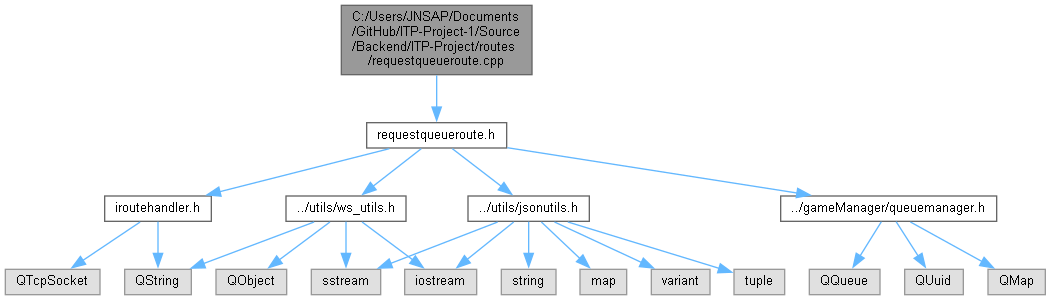 C:/Users/JNSAP/Documents
/GitHub/ITP-Project-1/Source
/Backend/ITP-Project/routes
/requestqueueroute.cpp
requestqueueroute.h
iroutehandler.h
../utils/ws_utils.h
../utils/jsonutils.h
../gameManager/queuemanager.h
QTcpSocket
QString
QObject
sstream
iostream
string
map
variant
tuple
QQueue
QUuid
QMap